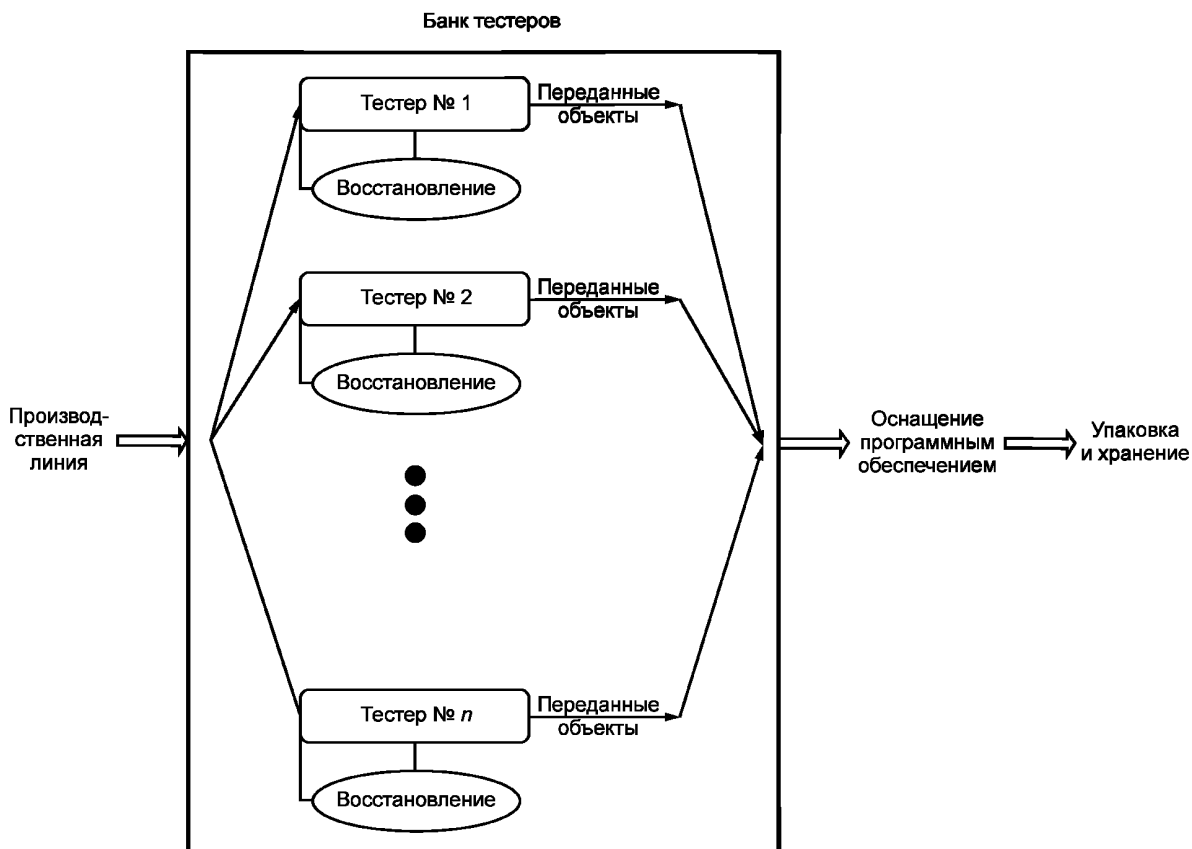 Банк тестеров
Тестер № 1
Переданные
объекты
Восстановление
Тестер № 2
Переданные
объекты
Восстановление
Производ-
ственная
линия
Оснащение
программным
обеспечением
Упаковка
и хранение
Тестер № n
Переданные
объекты
Восстановление